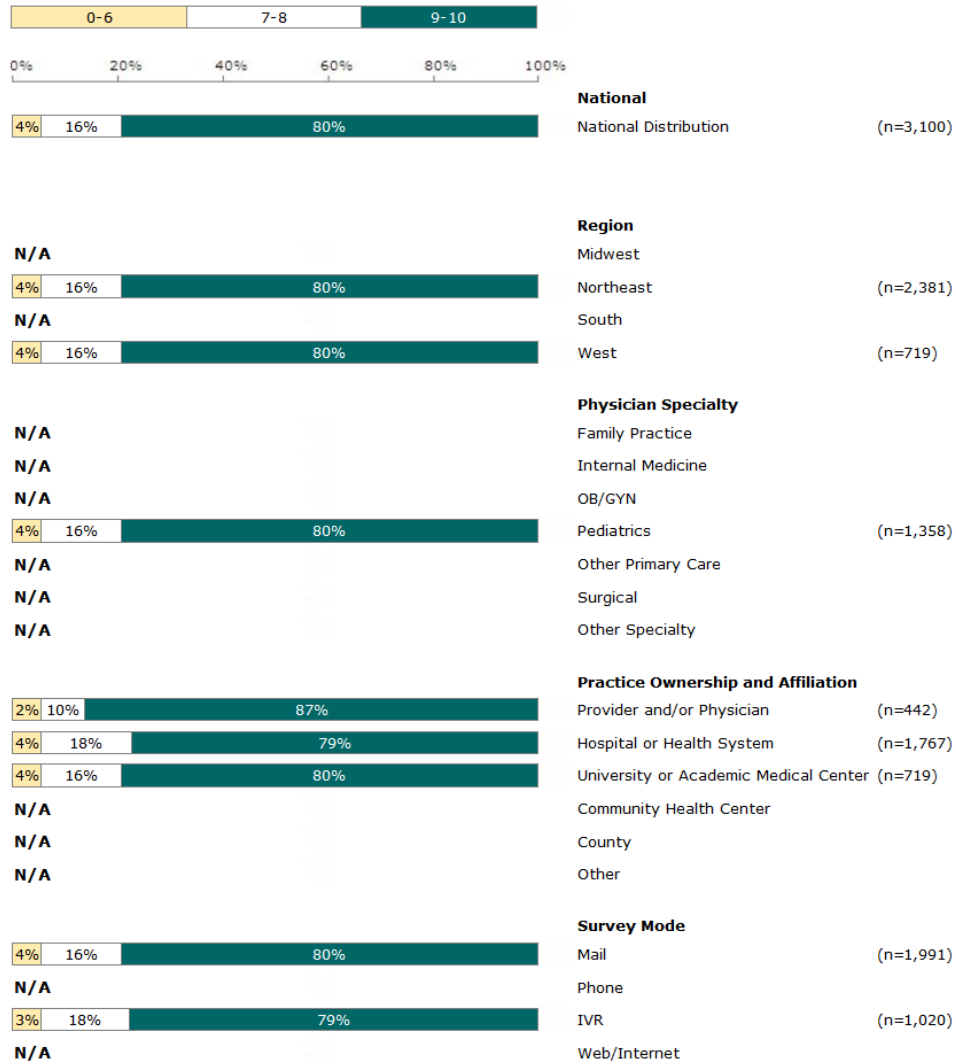 0-6 7-8 9-10
0% 20% 40% 60% 80% 100%
National
4% 16% 80% National Distribution (n=3,100)
Region
N/A Midwest
4% 16% 80% Northeast (n=2,381)
N/A South
4% 16% 80% West (n=719)
Physician Specialty
N/A Family Practice
N/A Internal Medicine
N/A OB/GYN
4% 16% 80% Pediatrics (n=1,358)
N/A Other Primary Care
N/A Surgical
N/A Other Specialty
Practice Ownership and Affiliation
2% 10% 87% Provider and/or Physician (n=442)
4% 18% 79% Hospital or Health System (n=1,767)
4% 16% 80% University or Academic Medical Center (n=719)
N/A Community Health Center
N/A County
N/A Other
Survey Mode
4% 16% 80% Mail (n=1,991)
N/A Phone
3% 18% 79% IVR (n=1,020)
N/A Web/Internet